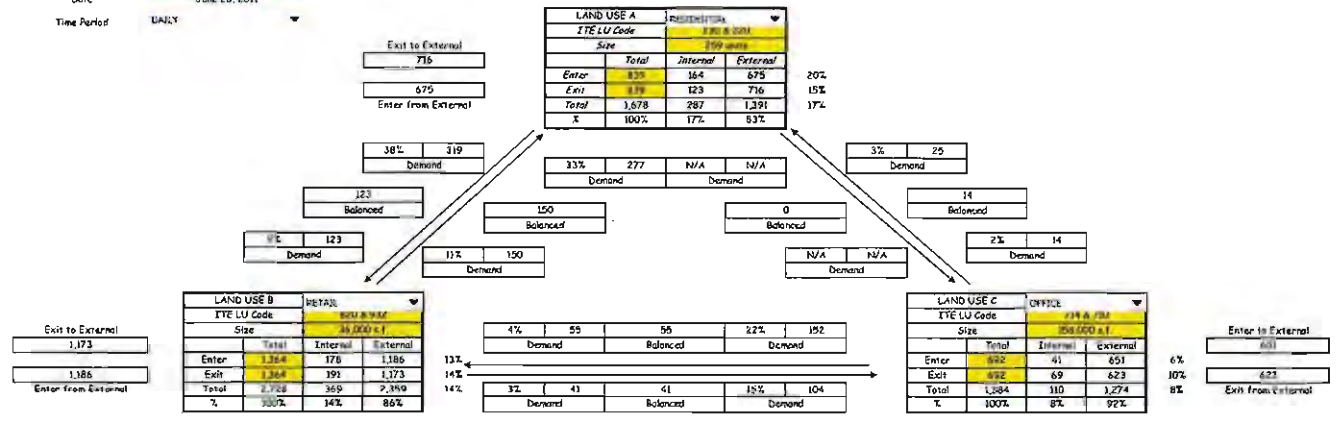 Time Period DAILY
LAND USE A RESIDENTIAL
ITE LU Code
Size 259 units
Total Internal External
Enter 839 164 675 20%
Exit 839 123 716 15%
Total 1,678 287 1,391 17%
% 100% 17% 83%
Exit to External
716
675
Enter from External
38% 319
Demand
33% 277 N/A N/A
Demand Demand
3% 25
Demand
123
Balanced
150
Balanced
0
Balanced
14
Balanced
123
Demand
11% 150
Demand
N/A N/A
Demand
2% 14
Demand
LAND USE B RETAIL
ITE LU Code
Size
Total Internal External
Enter 1,364 178 1,186 13%
Exit 1,364 191 1,173 14%
Total 2,728 369 2,359 14%
% 100% 14% 86%
Exit to External
1,173
1,186
Enter from External
4% 55 55 22% 152
Demand Balanced Demand
3% 41 41 15% 104
Demand Balanced Demand
LAND USE C OFFICE
ITE LU Code
Size
Total Internal External
Enter 692 41 651 6%
Exit 692 69 623 10%
Total 1,384 110 1,274 8%
% 100% 8% 92%
Enter to External
651
623
Exit from External